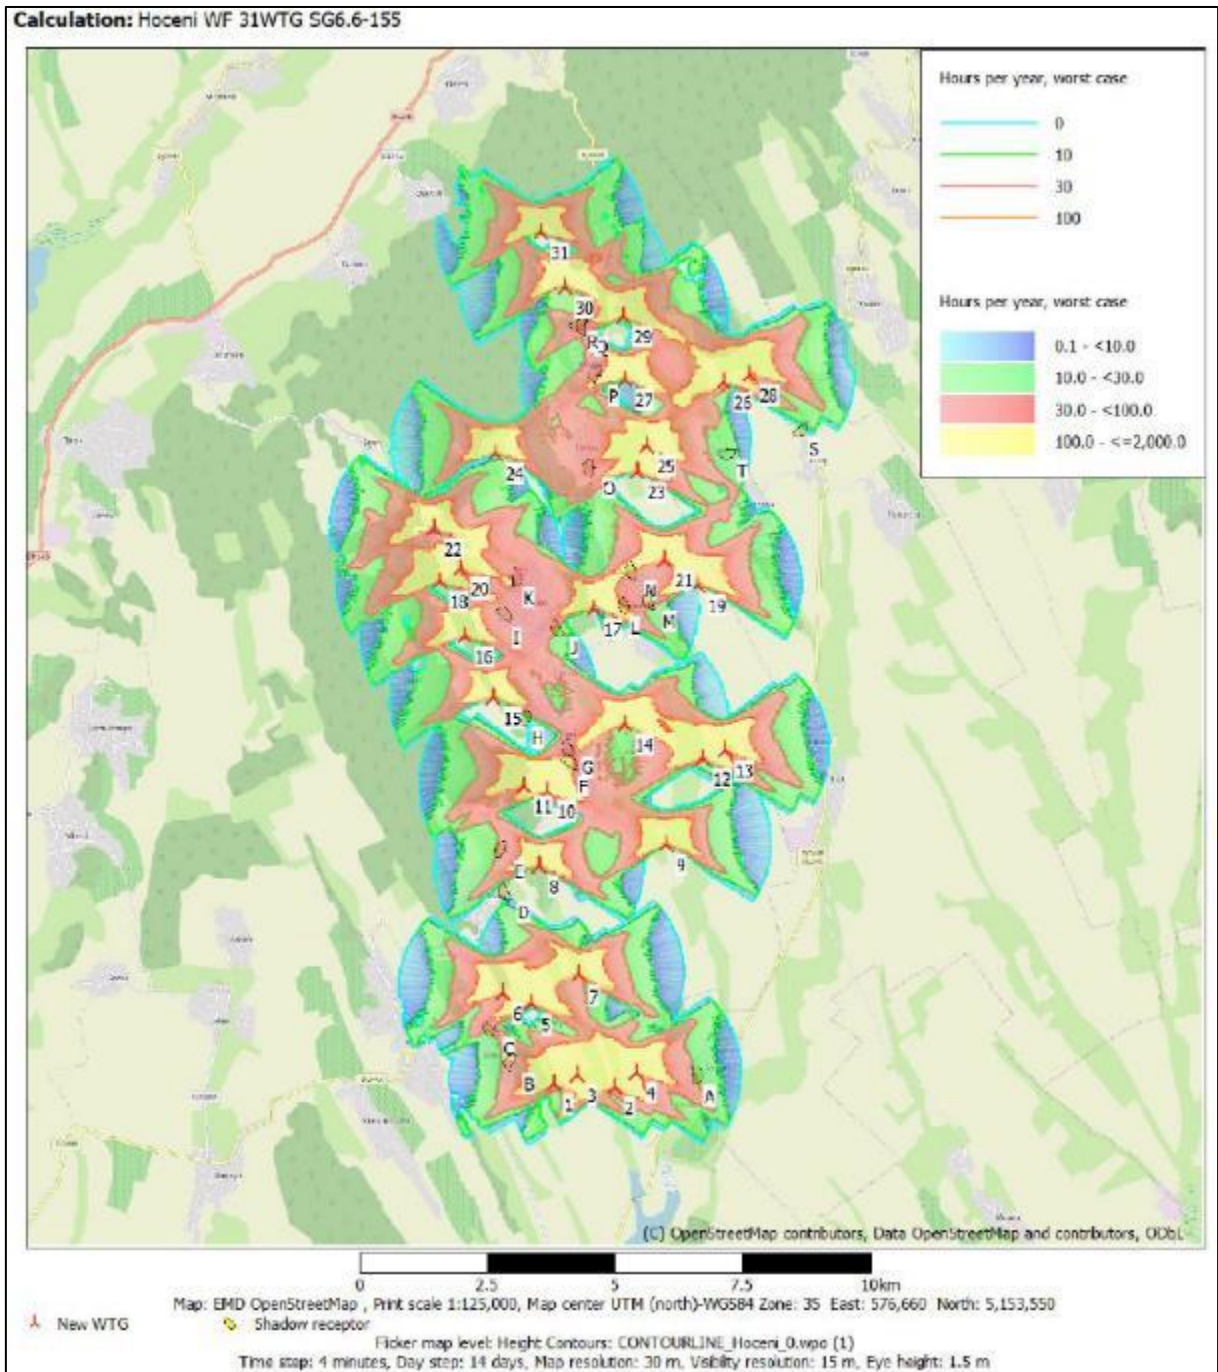 Calculation: Hoceni WF 31WTG SG6.6-155
Hours per year, worst case
0
10
30
100
Hours per year, worst case
0.1 - <10.0
10.0 - <30.0
30.0 - <100.0
100.0 - <=2,000.0
31
30
29
R
Q
P
27
26
28
S
T
24
25
O
23
22
20
K
18
21
19
N
M
L
17
I
J
16
15
H
14
G
F
12
13
11
10
E
8
9
D
7
6
5
C
B
1
3
2
4
A
(C) OpenStreetMap contributors, Data OpenStreetMap and contributors, ODbL
0
2.5
5
7.5
10km
Map: EMD OpenStreetMap , Print scale 1:125,000, Map center UTM (north)-WGS84 Zone: 35 East: 576,660 North: 5,153,550
New WTG
Shadow receptor
Flicker map level: Height Contours: CONTOURLINE_Hoceni_0.wpo (1)
Time step: 4 minutes, Day step: 14 days, Map resolution: 30 m, Visibility resolution: 15 m, Eye height: 1.5 m